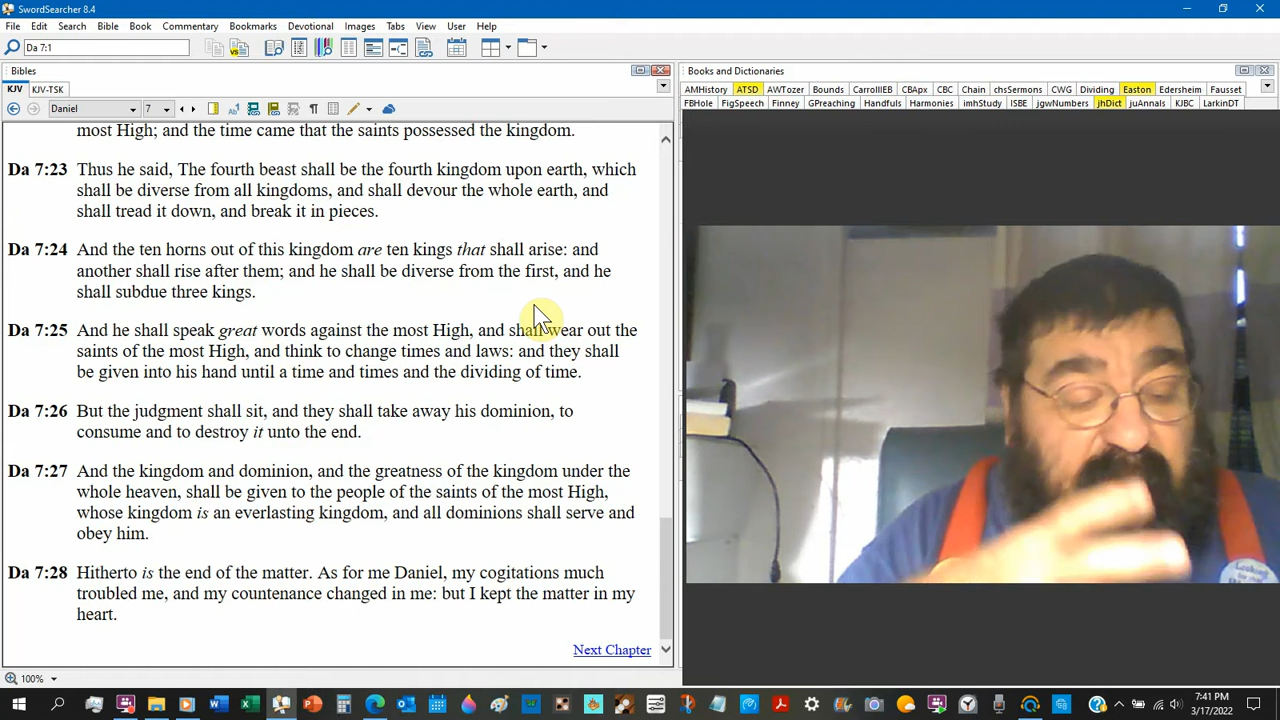 SwordSearcher 8.4
File Edit Search Bible Book Commentary Bookmarks Devotional Images Tabs View User Help
Da 7:1
Bibles
KJV KJV-TSK
Daniel 7
most High; and the time came that the saints possessed the kingdom.
Da 7:23 Thus he said, The fourth beast shall be the fourth kingdom upon earth, which
shall be diverse from all kingdoms, and shall devour the whole earth, and
shall tread it down, and break it in pieces.
Da 7:24 And the ten horns out of this kingdom are ten kings that shall arise: and
another shall rise after them; and he shall be diverse from the first, and he
shall subdue three kings.
Da 7:25 And he shall speak great words against the most High, and shall wear out the
saints of the most High, and think to change times and laws: and they shall
be given into his hand until a time and times and the dividing of time.
Da 7:26 But the judgment shall sit, and they shall take away his dominion, to
consume and to destroy it unto the end.
Da 7:27 And the kingdom and dominion, and the greatness of the kingdom under the
whole heaven, shall be given to the people of the saints of the most High,
whose kingdom is an everlasting kingdom, and all dominions shall serve and
obey him.
Da 7:28 Hitherto is the end of the matter. As for me Daniel, my cogitations much
troubled me, and my countenance changed in me: but I kept the matter in my
heart.
Next Chapter
100%
Books and Dictionaries
AMHistory ATSD AWTozer Bounds CarrollIEB CBApx CBC Chain chsSermons CWG Dividing Easton Edersheim Fausset
FBHole FigSpeech Finney GPreaching Handfuls Harmonies imhStudy ISBE jgwNumbers jhDict juAnnals KJBC LarkinDT
Looking
7:41 PM
3/17/2022